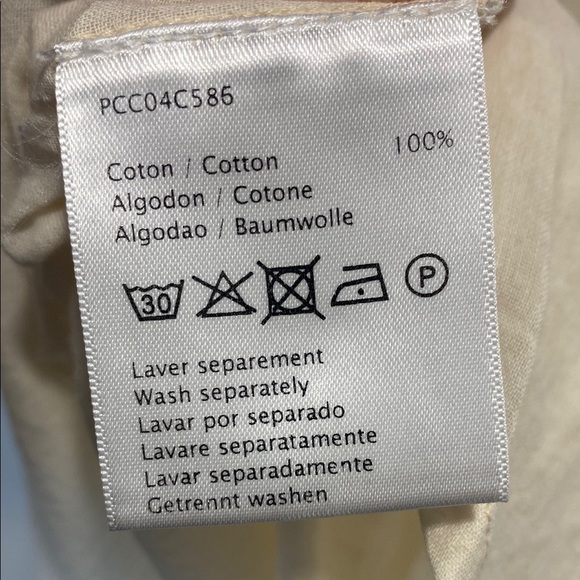 PCC04C586
100%
Coton / Cotton
Algodon / Cotone
Algodao / Baumwolle
30 P
Laver separement
Wash separately
Lavar por separado
Lavare separatamente
Lavar separadamente
Getrennt washen